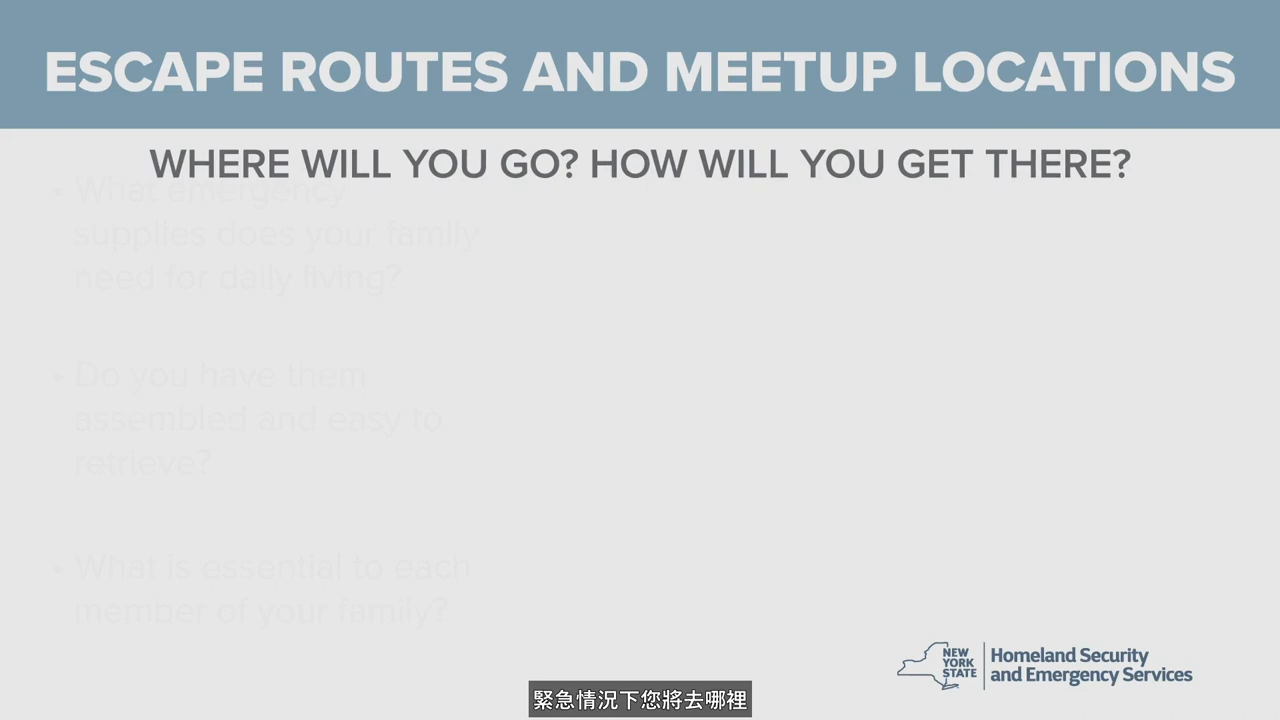 ESCAPE ROUTES AND MEETUP LOCATIONS
WHERE WILL YOU GO? HOW WILL YOU GET THERE?
• What emergency
supplies does your family
need for daily living?
• Do you have them
assembled and easy to
retrieve?
• What is essential to each
member of your family?
NEW
YORK
STATE
Homeland Security
and Emergency Services
緊急情況下您將去哪裡